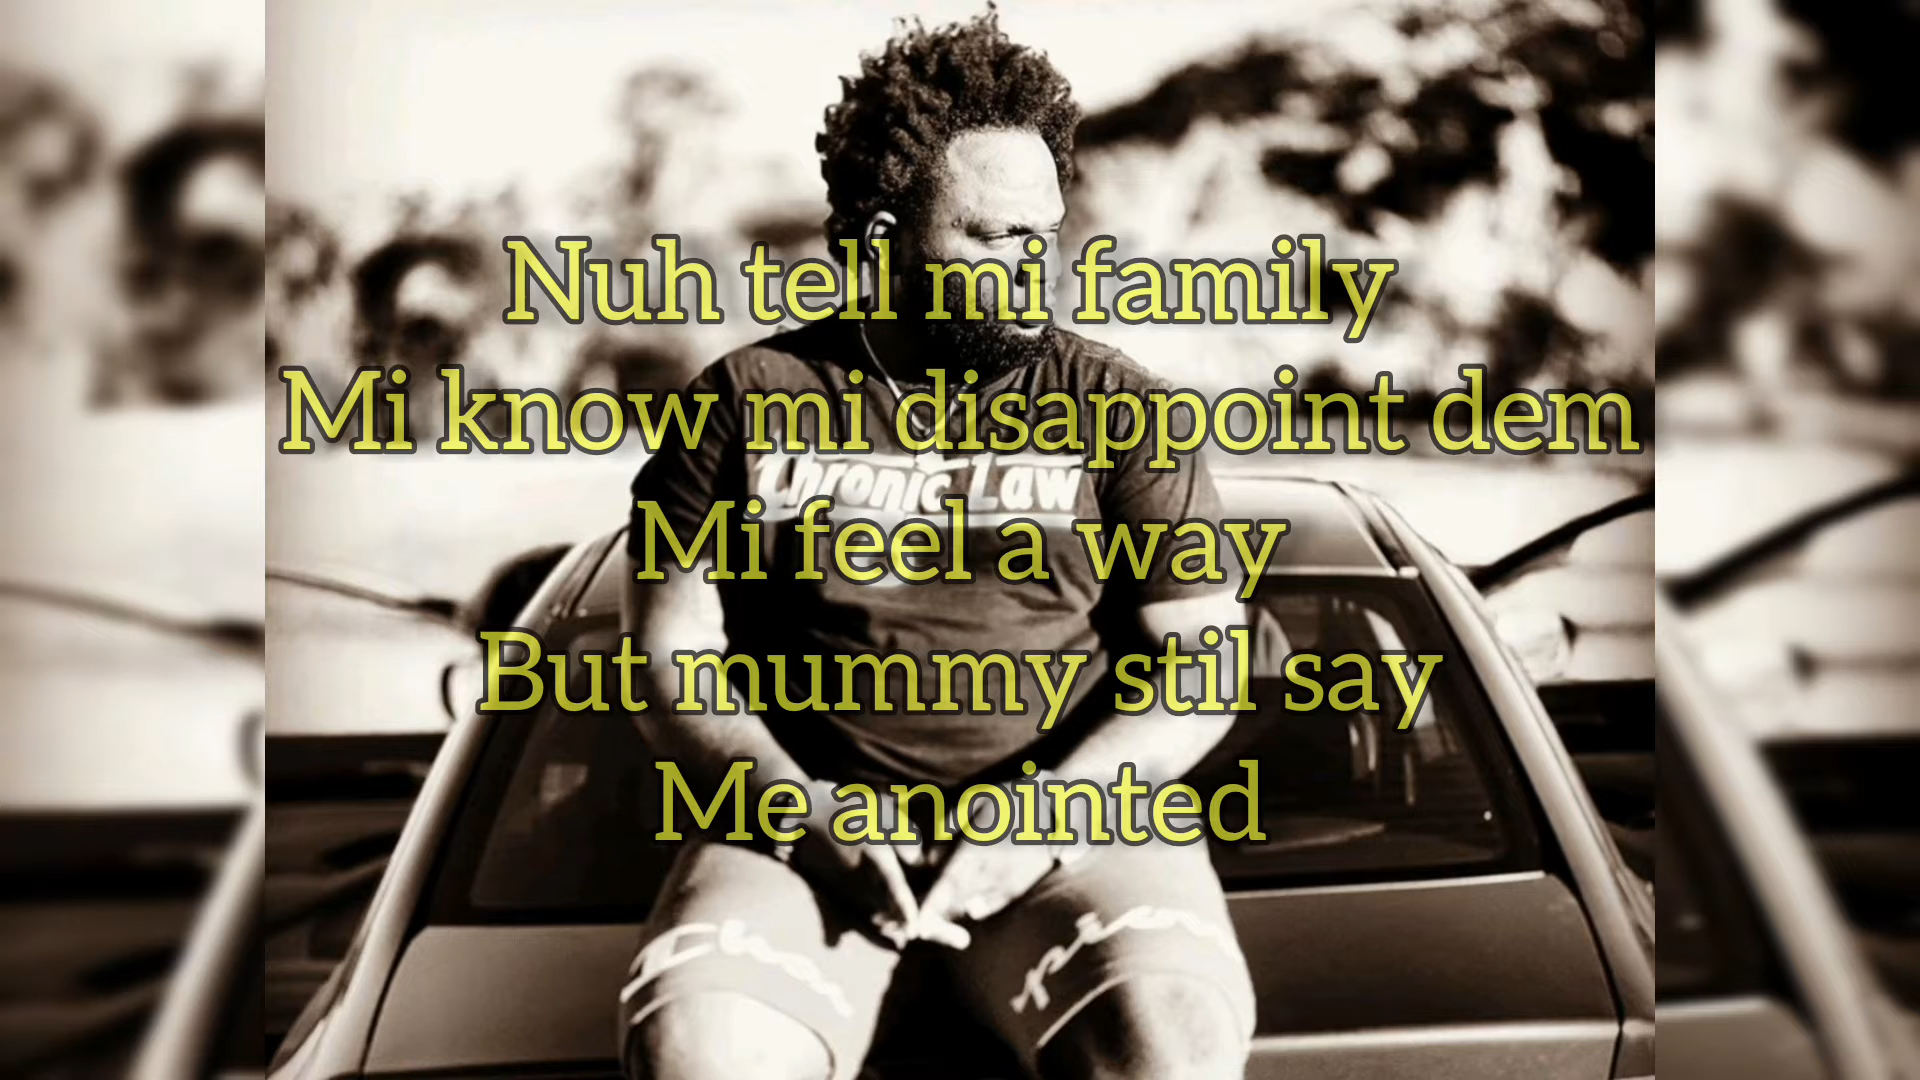 Nuh tell mi family
Mi know mi disappoint dem
Chronic Law
Mi feel a way
But mummy stil say
Me anointed